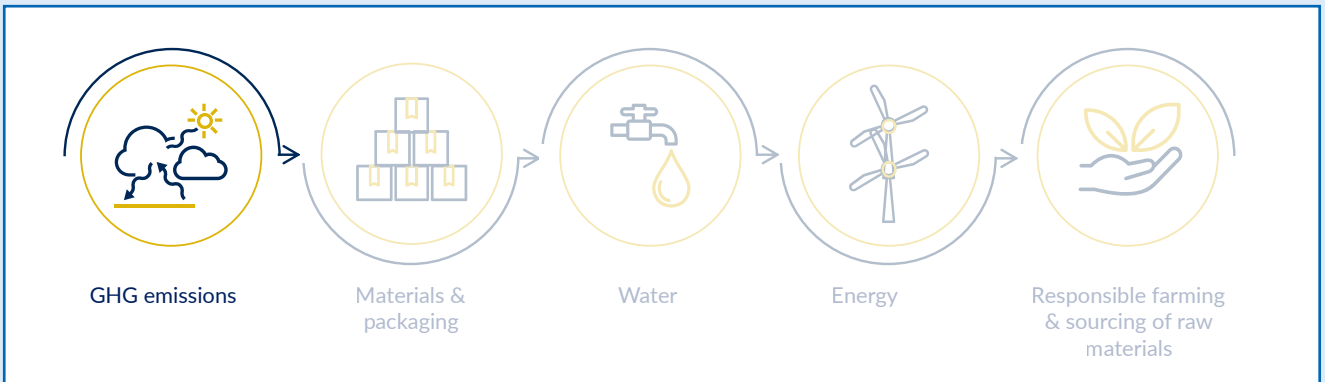 GHG emissions
Materials &
packaging
Water
Energy
Responsible farming
& sourcing of raw
materials